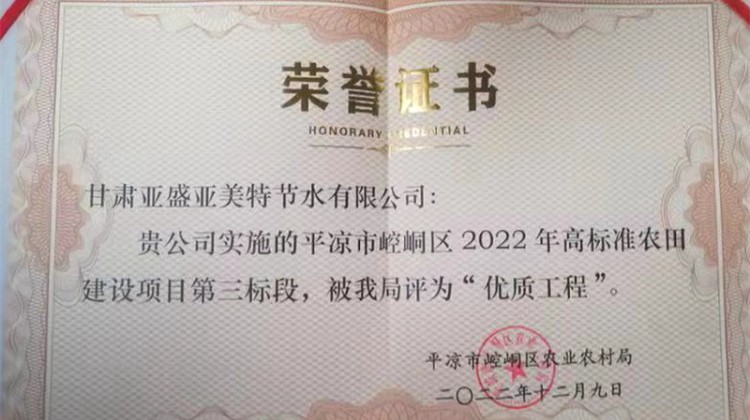 荣誉证书
HONORARY CREDENTIAL
甘肃亚盛亚美特节水有限公司:
贵公司实施的平凉市崆峒区2022年高标准农田
建设项目第三标段，被我局评为“优质工程”。
平凉市崆峒区农业农村局
二〇二二年十二月九日